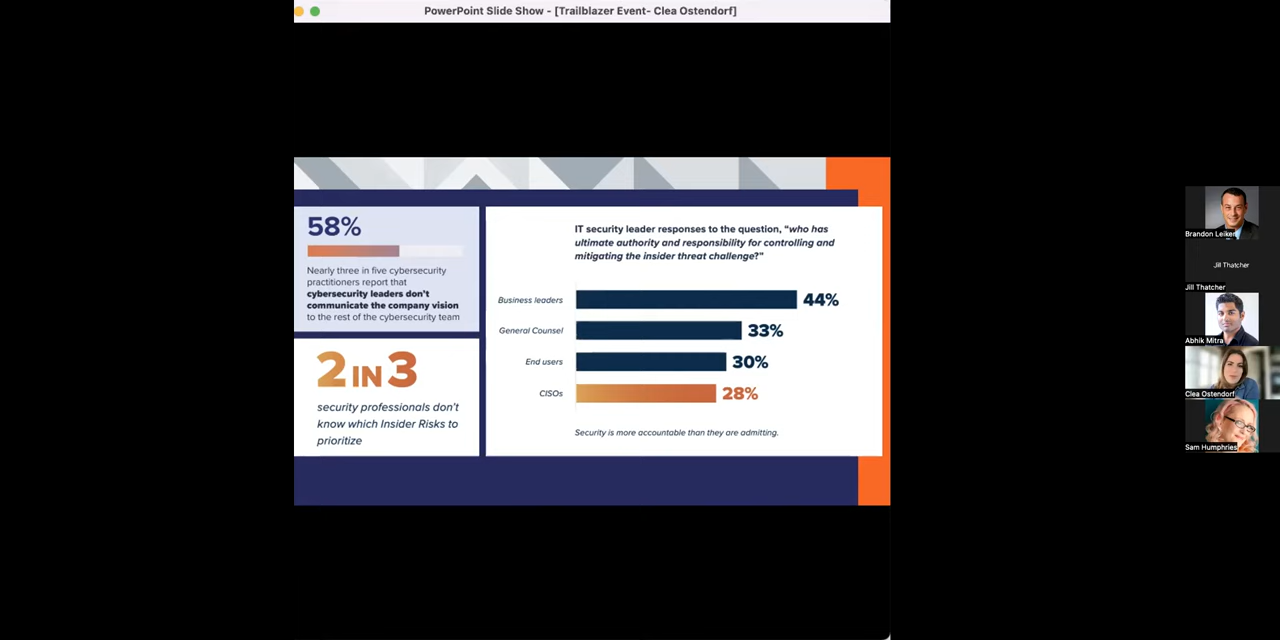 PowerPoint Slide Show - [Trailblazer Event- Clea Ostendorf]
58%
Nearly three in five cybersecurity
practitioners report that
cybersecurity leaders don't
communicate the company vision
to the rest of the cybersecurity team
2 IN 3
security professionals don't
know which Insider Risks to
prioritize
IT security leader responses to the question, "who has
ultimate authority and responsibility for controlling and
mitigating the insider threat challenge?"
Business leaders 44%
General Counsel 33%
End users 30%
CISOs 28%
Security is more accountable than they are admitting.
Brandon Leiker
Jill Thatcher
Jill Thatcher
Abhik Mitra
Clea Ostendorf
Sam Humphries